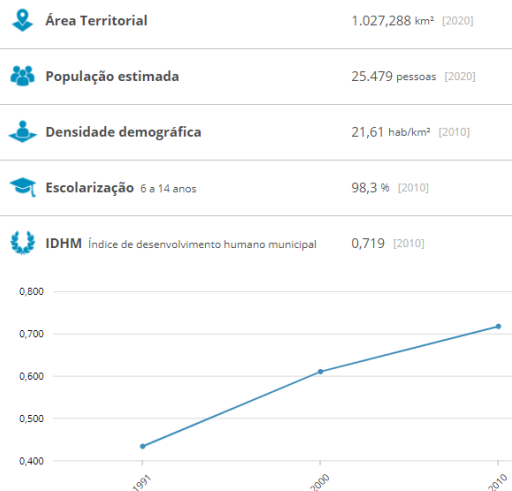 Área Territorial 1.027,288 km² [2020]
População estimada 25.479 pessoas [2020]
Densidade demográfica 21,61 hab/km² [2010]
Escolarização 6 a 14 anos 98,3 % [2010]
IDHM Índice de desenvolvimento humano municipal 0,719 [2010]
0,800
0,700
0,600
0,500
0,400
1991 2000 2010